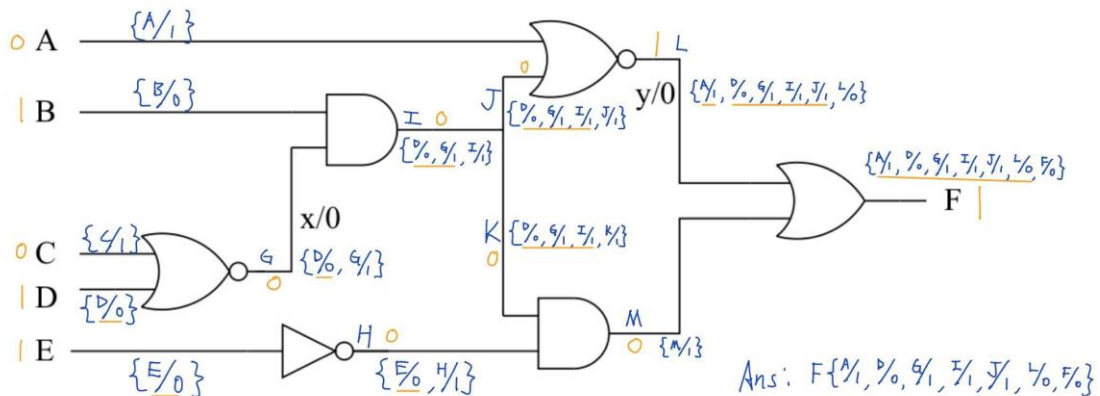 0 A {A/1}
1 B {B/0}
0 C {C/1}
1 D {D/0}
1 E {E/0}
G 0 {D/0, G/1}
x/0
H 0 {E/0, H/1}
I 0 {D/0, G/1, I/1}
J 0 {D/0, G/1, I/1, J/1}
K 0 {D/0, G/1, I/1, K/1}
1 L
y/0
{A/1, D/0, G/1, I/1, J/1, L/0}
M 0 {M/1}
{A/1, D/0, G/1, I/1, J/1, L/0, F/0}
F 1
Ans: F{A/1, D/0, G/1, I/1, J/1, L/0, F/0}